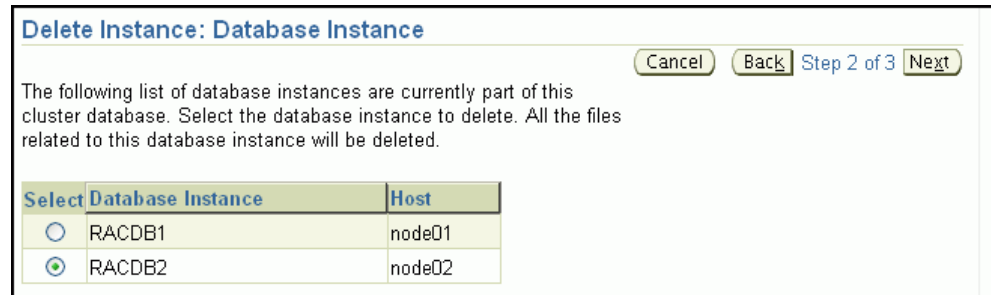 Delete Instance: Database Instance
Cancel Back Step 2 of 3 Next
The following list of database instances are currently part of this
cluster database. Select the database instance to delete. All the files
related to this database instance will be deleted.
Select Database Instance Host
RACDB1 node01
RACDB2 node02